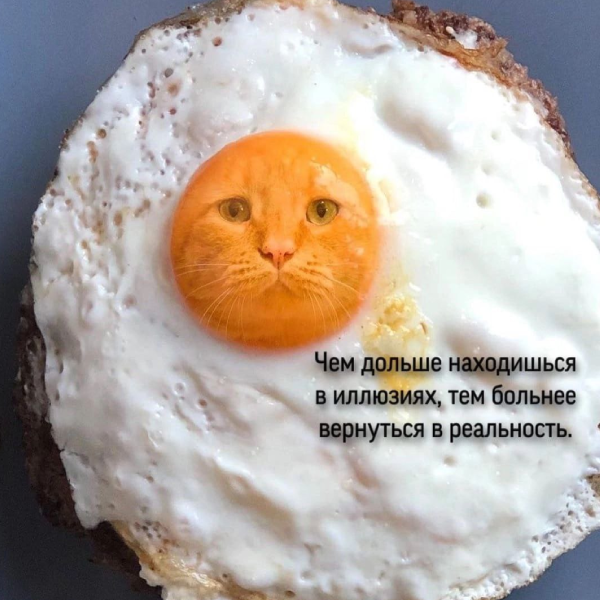 Чем дольше находишься
в иллюзиях, тем больнее
вернуться в реальность.